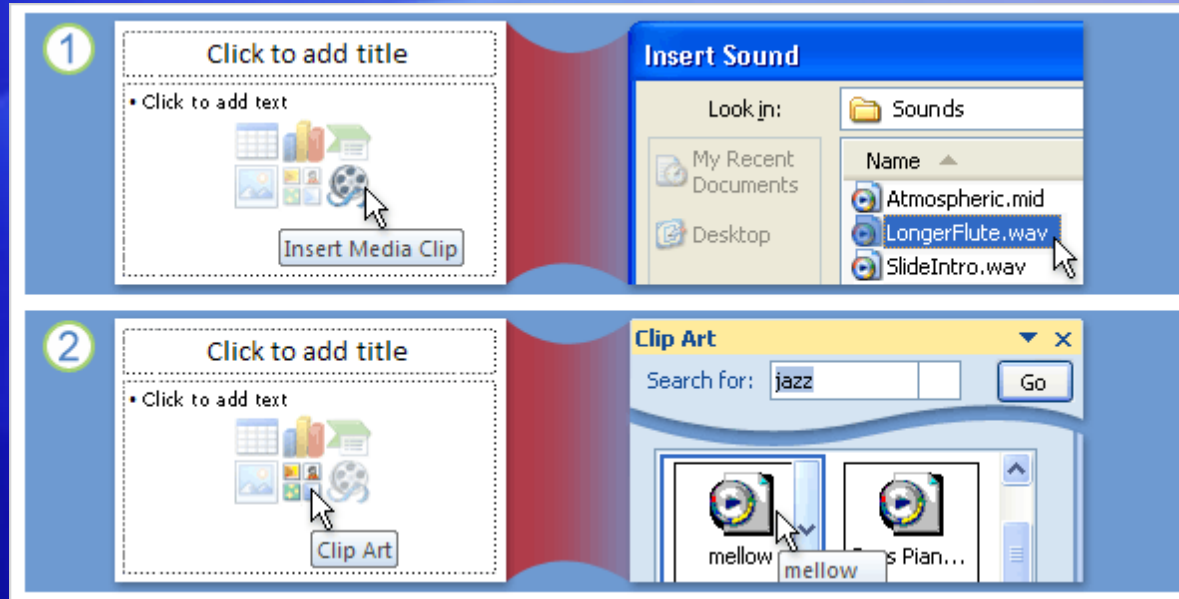 1
Click to add title
• Click to add text
Insert Media Clip
Insert Sound
Look in:
Sounds
My Recent
Documents
Desktop
Name
Atmospheric.mid
LongerFlute.wav
SlideIntro.wav
2
Click to add title
• Click to add text
Clip Art
Clip Art
Search for:
jazz
Go
mellow
mellow
Pian...